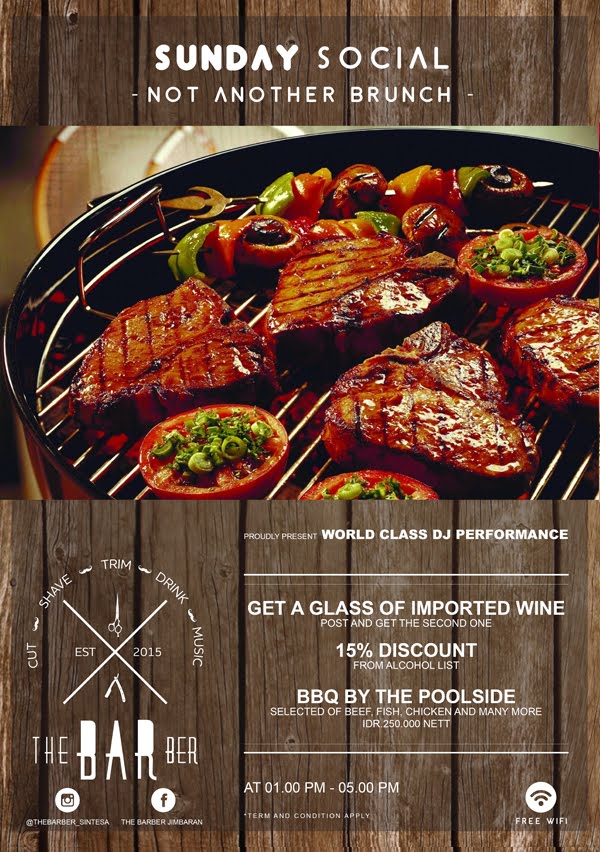 SUNDAY SOCIAL
- NOT ANOTHER BRUNCH -
PROUDLY PRESENT WORLD CLASS DJ PERFORMANCE
GET A GLASS OF IMPORTED WINE
POST AND GET THE SECOND ONE
15% DISCOUNT
FROM ALCOHOL LIST
BBQ BY THE POOLSIDE
SELECTED OF BEEF, FISH, CHICKEN AND MANY MORE
IDR.250.000 NETT
AT 01.00 PM - 05.00 PM
*TERM AND CONDITION APPLY
CUT SHAVE TRIM DRINK MUSIC
EST 2015
THE BARBER
@THEBARBER_SINTESA
THE BARBER JIMBARAN
FREE WIFI